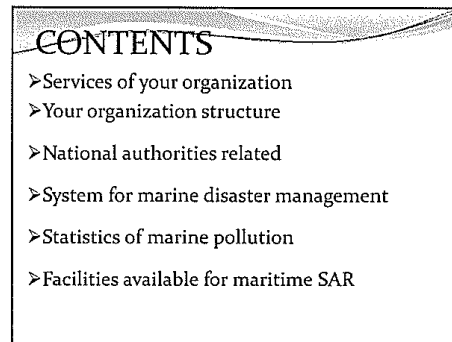 CONTENTS
➢Services of your organization
➢Your organization structure
➢National authorities related
➢System for marine disaster management
➢Statistics of marine pollution
➢Facilities available for maritime SAR